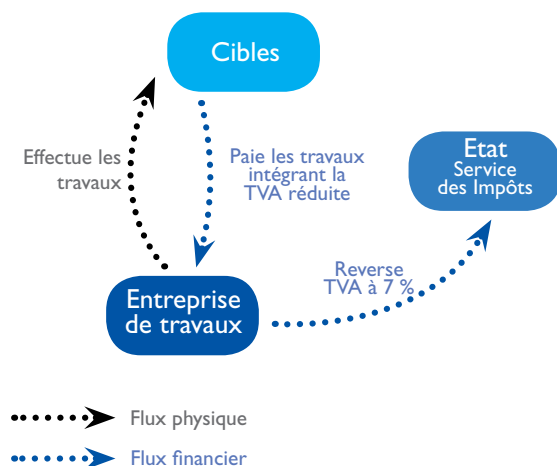 Cibles
Effectue les
travaux
Paie les travaux
intégrant la
TVA réduite
Etat
Service
des Impôts
Reverse
TVA à 7 %
Entreprise
de travaux
Flux physique
Flux financier